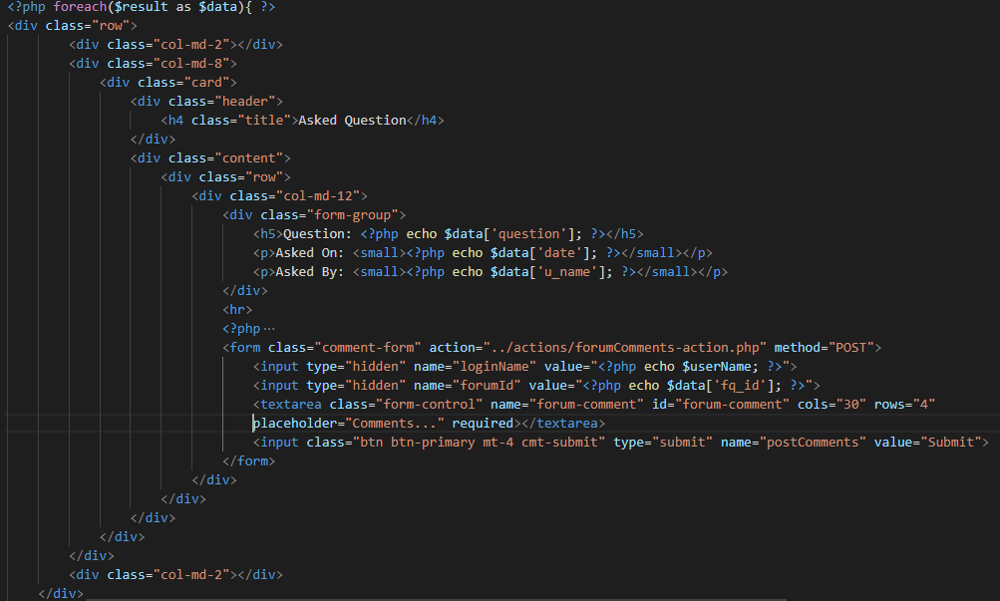 <?php foreach($result as $data){ ?>
<div class="row">
<div class="col-md-2"></div>
<div class="col-md-8">
<div class="card">
<div class="header">
<h4 class="title">Asked Question</h4>
</div>
<div class="content">
<div class="row">
<div class="col-md-12">
<div class="form-group">
<h5>Question: <?php echo $data['question']; ?></h5>
<p>Asked On: <small><?php echo $data['date']; ?></small></p>
<p>Asked By: <small><?php echo $data['u_name']; ?></small></p>
</div>
<hr>
<?php ···
<form class="comment-form" action="../actions/forumComments-action.php" method="POST">
<input type="hidden" name="loginName" value="<?php echo $userName; ?>">
<input type="hidden" name="forumId" value="<?php echo $data['fq_id']; ?>">
<textarea class="form-control" name="forum-comment" id="forum-comment" cols="30" rows="4"
placeholder="Comments..." required></textarea>
<input class="btn btn-primary mt-4 cmt-submit" type="submit" name="postComments" value="Submit">
</form>
</div>
</div>
</div>
</div>
</div>
<div class="col-md-2"></div>
</div>